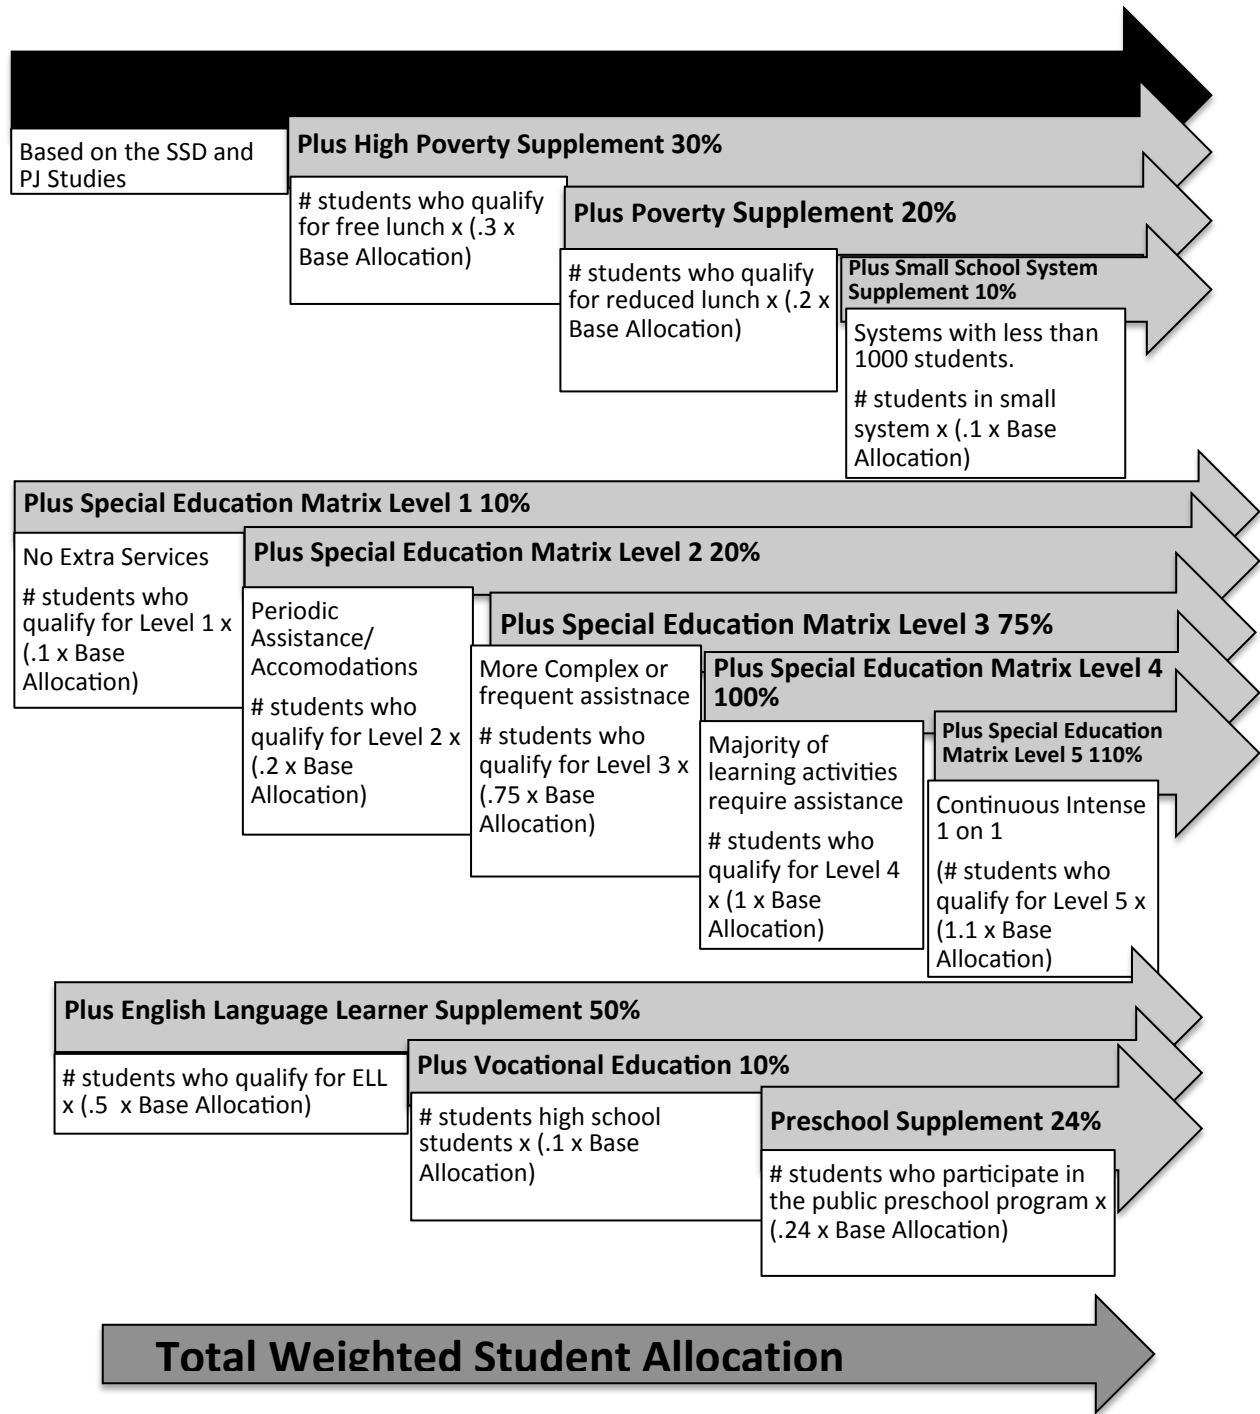 Based on the SSD and
PJ Studies
Plus High Poverty Supplement 30%
# students who qualify
for free lunch x (.3 x
Base Allocation)
Plus Poverty Supplement 20%
# students who qualify
for reduced lunch x (.2 x
Base Allocation)
Plus Small School System
Supplement 10%
Systems with less than
1000 students.
# students in small
system x (.1 x Base
Allocation)
Plus Special Education Matrix Level 1 10%
No Extra Services
# students who
qualify for Level 1 x
(.1 x Base
Allocation)
Plus Special Education Matrix Level 2 20%
Periodic
Assistance/
Accomodations
# students who
qualify for Level 2 x
(.2 x Base
Allocation)
Plus Special Education Matrix Level 3 75%
More Complex or
frequent assistnace
# students who
qualify for Level 3 x
(.75 x Base
Allocation)
Plus Special Education Matrix Level 4
100%
Majority of
learning activities
require assistance
# students who
qualify for Level 4
x (1 x Base
Allocation)
Plus Special Education
Matrix Level 5 110%
Continuous Intense
1 on 1
(# students who
qualify for Level 5 x
(1.1 x Base
Allocation)
Plus English Language Learner Supplement 50%
# students who qualify for ELL
x (.5 x Base Allocation)
Plus Vocational Education 10%
# students high school
students x (.1 x Base
Allocation)
Preschool Supplement 24%
# students who participate in
the public preschool program x
(.24 x Base Allocation)
Total Weighted Student Allocation